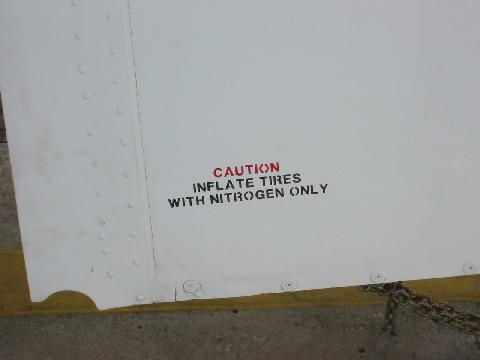 CAUTION
INFLATE TIRES
WITH NITROGEN ONLY